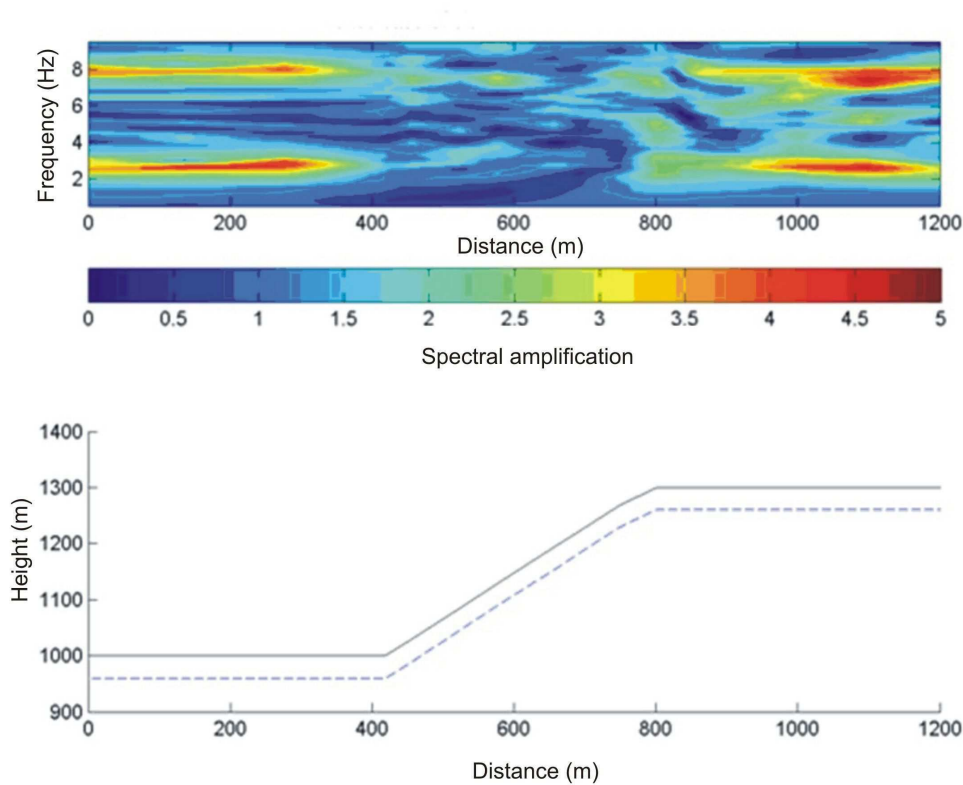 Frequency (Hz)
8
6
4
2
0 200 400 600 800 1000 1200
Distance (m)
0 0.5 1 1.5 2 2.5 3 3.5 4 4.5 5
Spectral amplification
Height (m)
1400
1300
1200
1100
1000
900
0 200 400 600 800 1000 1200
Distance (m)